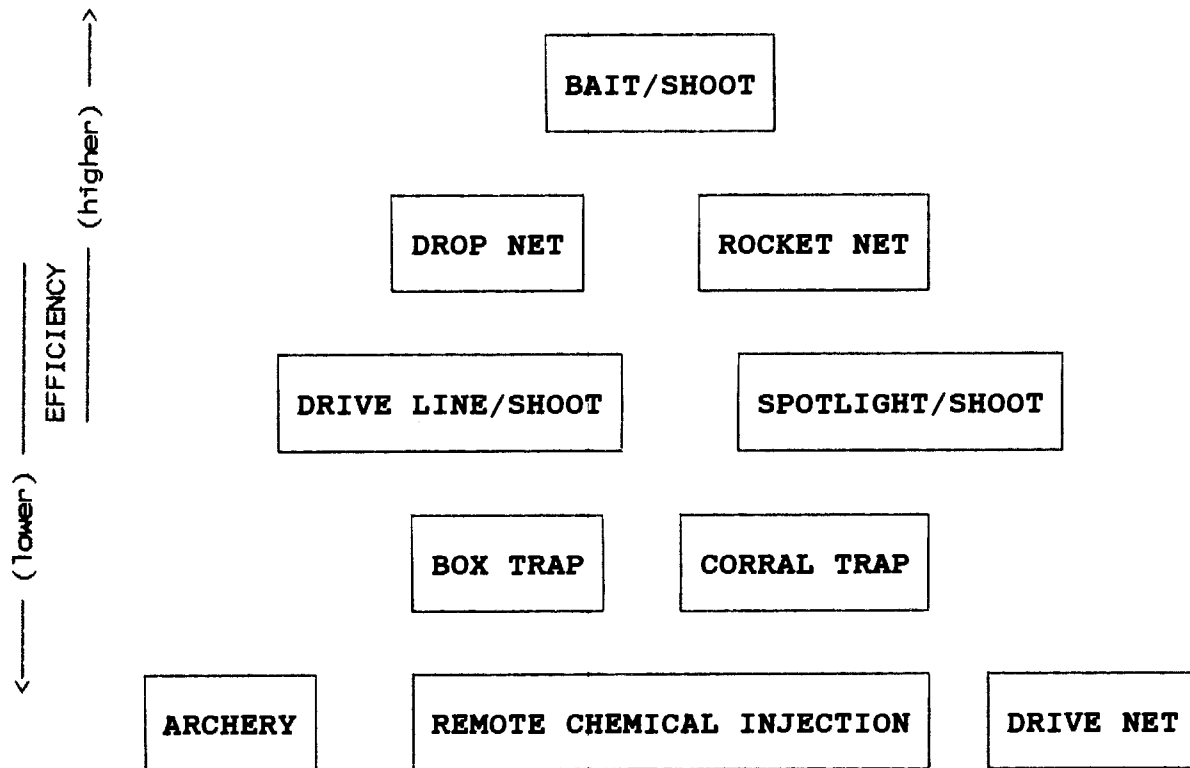 BAIT/SHOOT
EFFICIENCY
(higher)
(lower)
DROP NET
ROCKET NET
DRIVE LINE/SHOOT
SPOTLIGHT/SHOOT
BOX TRAP
CORRAL TRAP
ARCHERY
REMOTE CHEMICAL INJECTION
DRIVE NET